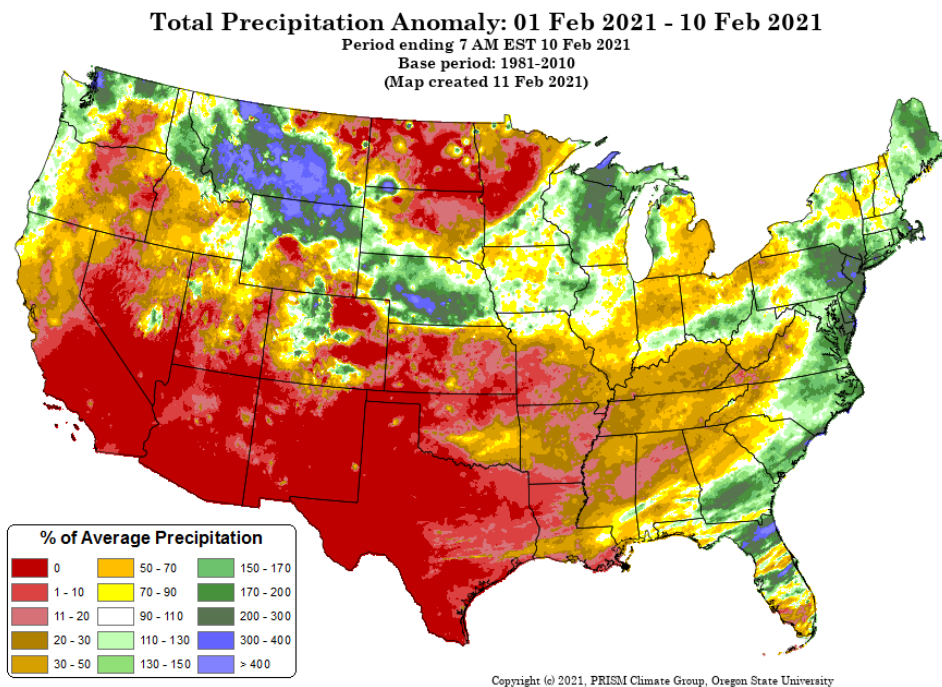 Total Precipitation Anomaly: 01 Feb 2021 - 10 Feb 2021
Period ending 7 AM EST 10 Feb 2021
Base period: 1981-2010
(Map created 11 Feb 2021)
% of Average Precipitation
0
1 - 10
11 - 20
20 - 30
30 - 50
50 - 70
70 - 90
90 - 110
110 - 130
130 - 150
150 - 170
170 - 200
200 - 300
300 - 400
> 400
Copyright (c) 2021, PRISM Climate Group, Oregon State University